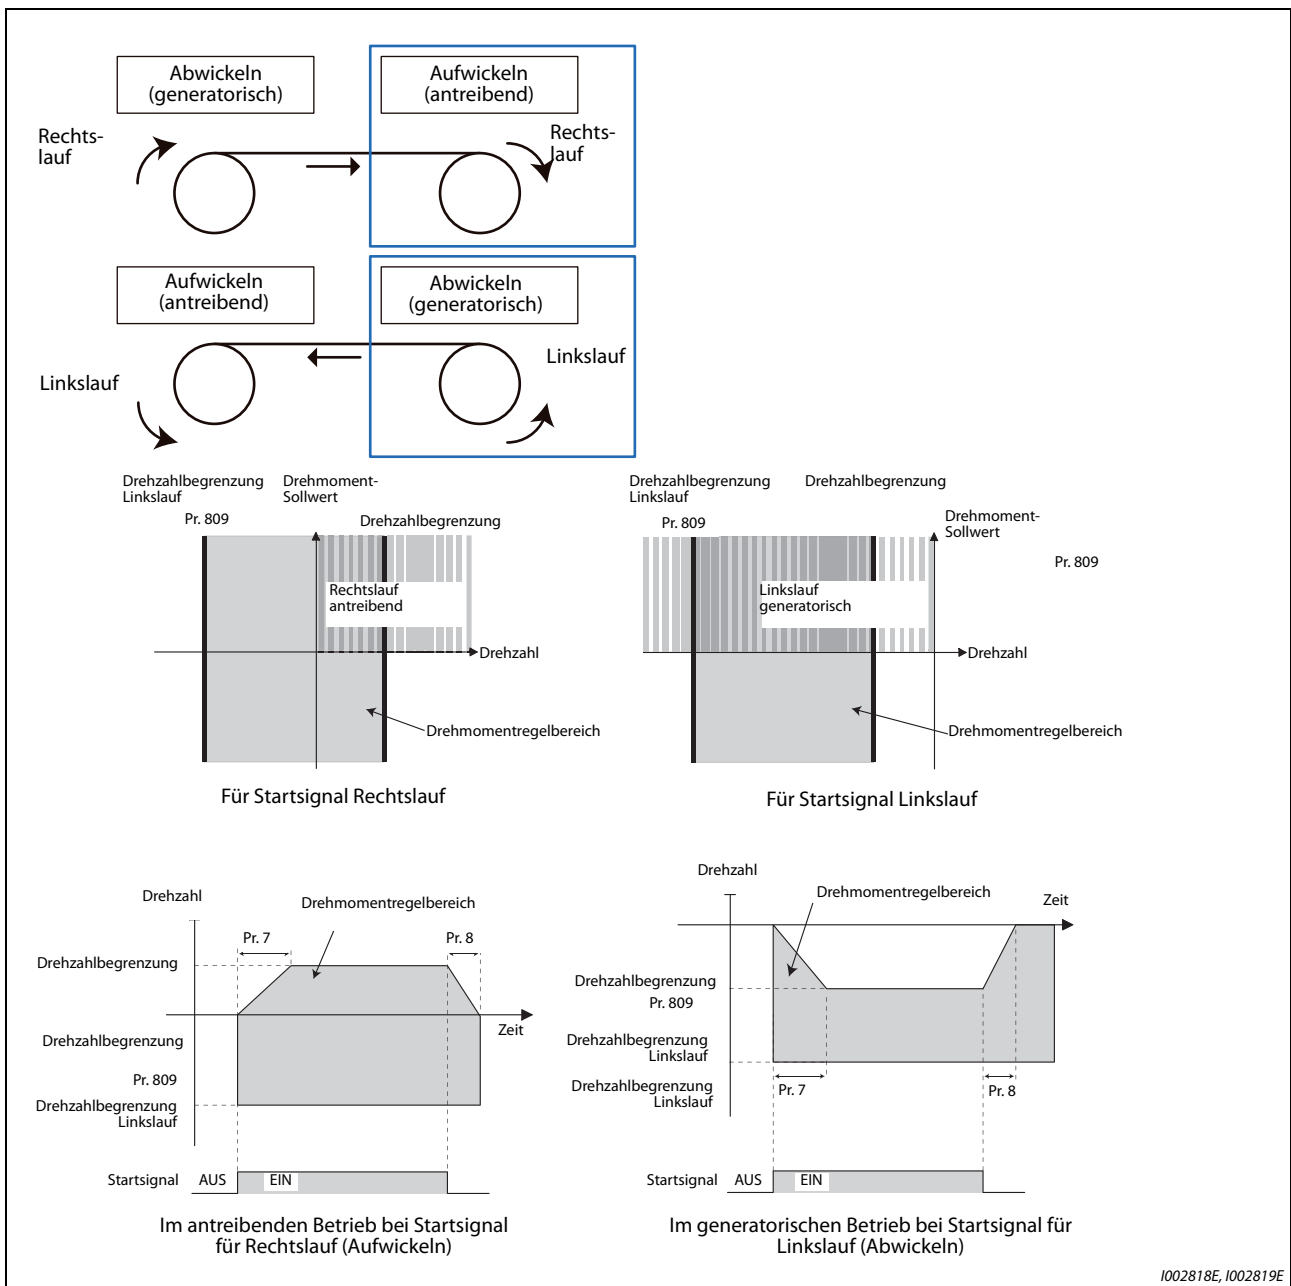 Abwickeln
(generatorisch)
Aufwickeln
(antreibend)
Rechts-
lauf
Rechts-
lauf
Aufwickeln
(antreibend)
Abwickeln
(generatorisch)
Linkslauf
Linkslauf
Drehzahlbegrenzung
Linkslauf
Drehmoment-
Sollwert
Pr. 809
Drehzahlbegrenzung
Rechtslauf
antreibend
Drehzahl
Drehmomentregelbereich
Für Startsignal Rechtslauf
Drehzahlbegrenzung
Linkslauf
Drehzahlbegrenzung
Pr. 809
Drehmoment-
Sollwert
Pr. 809
Linkslauf
generatorisch
Drehzahl
Drehmomentregelbereich
Für Startsignal Linkslauf
Drehzahl
Drehmomentregelbereich
Pr. 7
Pr. 8
Drehzahlbegrenzung
Zeit
Drehzahlbegrenzung
Pr. 809
Drehzahlbegrenzung
Linkslauf
Startsignal
AUS
EIN
Im antreibenden Betrieb bei Startsignal
für Rechtslauf (Aufwickeln)
Drehzahl
Drehmomentregelbereich
Zeit
Drehzahlbegrenzung
Pr. 809
Drehzahlbegrenzung
Linkslauf
Drehzahlbegrenzung
Linkslauf
Pr. 7
Pr. 8
Startsignal
AUS
EIN
Im generatorischen Betrieb bei Startsignal für
Linkslauf (Abwickeln)
I002818E, I002819E